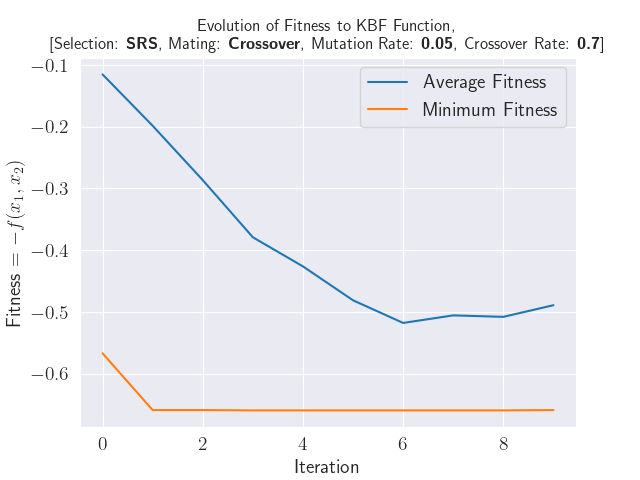 Evolution of Fitness to KBF Function,
[Selection: SRS, Mating: Crossover, Mutation Rate: 0.05, Crossover Rate: 0.7]
Average Fitness
Minimum Fitness
−0.1
−0.2
−0.3
−0.4
−0.5
−0.6
Fitness = −f(x₁, x₂)
0 2 4 6 8
Iteration